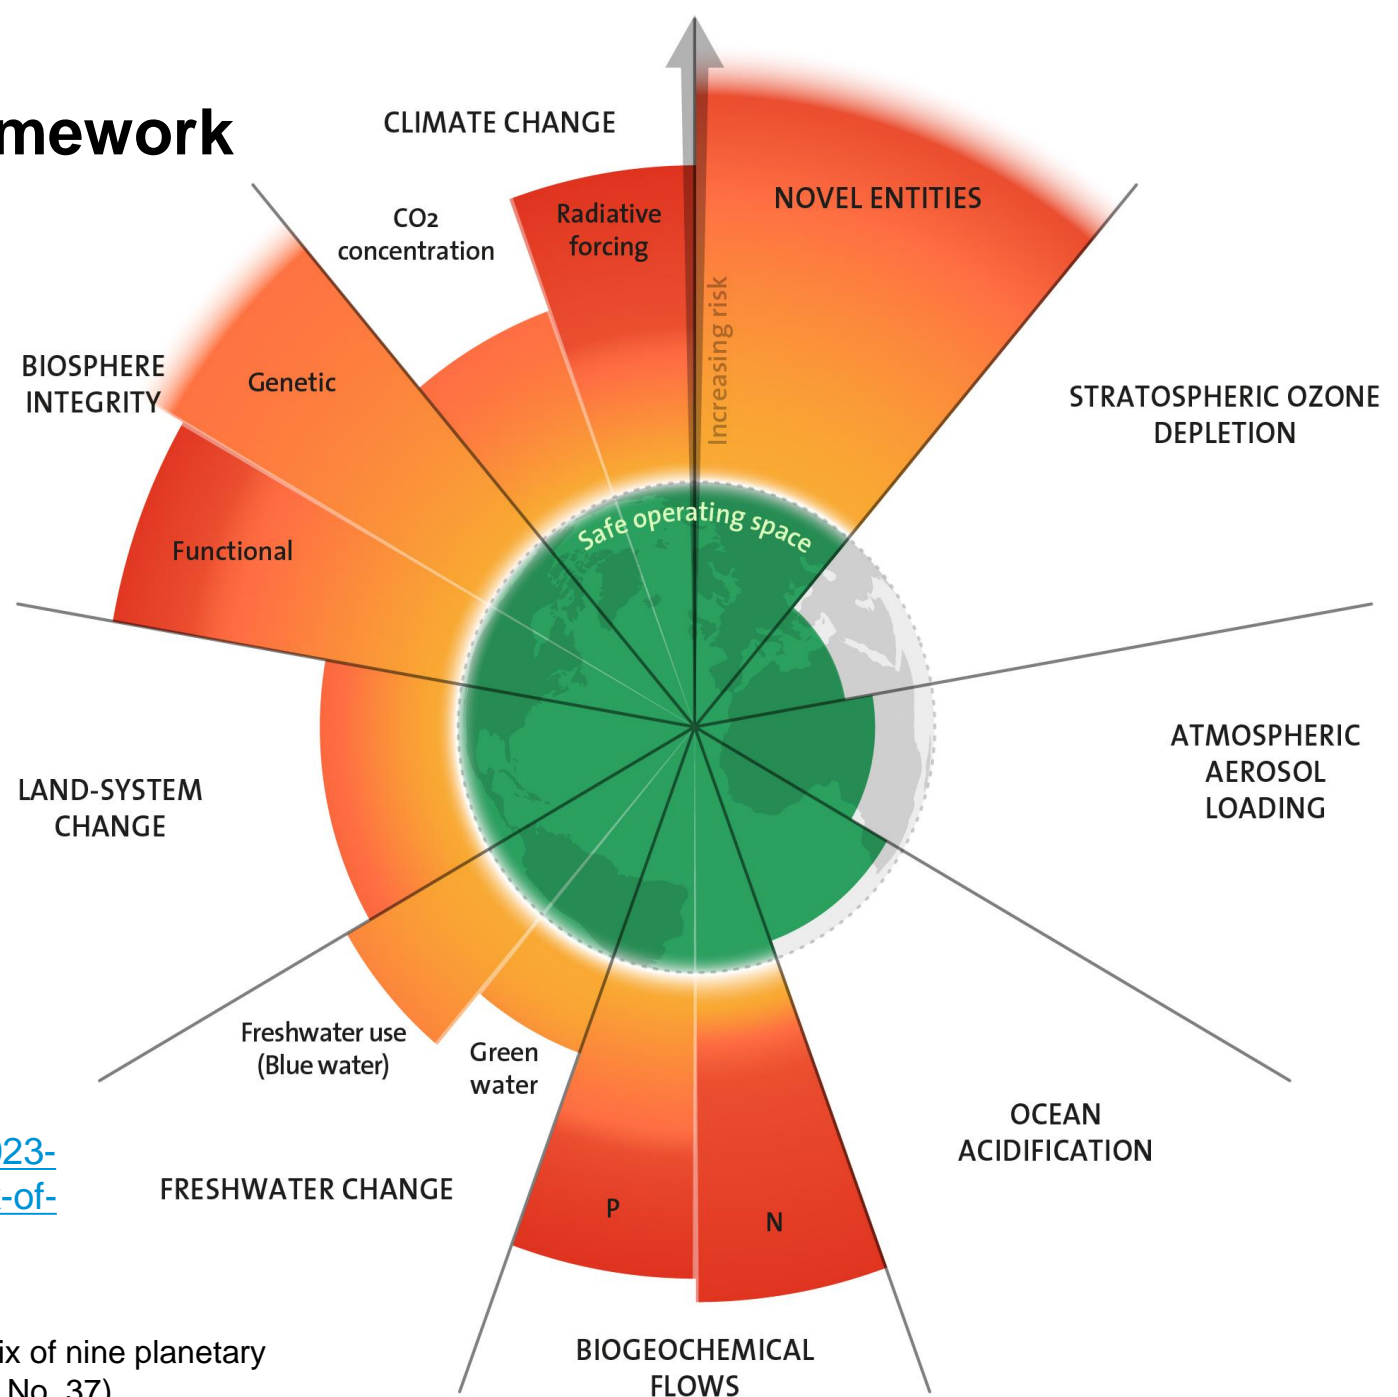 mework
CLIMATE CHANGE
CO2
concentration
Radiative
forcing
NOVEL ENTITIES
Increasing risk
BIOSPHERE
INTEGRITY
Genetic
Functional
STRATOSPHERIC OZONE
DEPLETION
Safe operating space
ATMOSPHERIC
AEROSOL
LOADING
LAND-SYSTEM
CHANGE
Freshwater use
(Blue water)
Green
water
OCEAN
ACIDIFICATION
023-
-of-
FRESHWATER CHANGE
P
N
BIOGEOCHEMICAL
FLOWS
ix of nine planetary
No. 37)